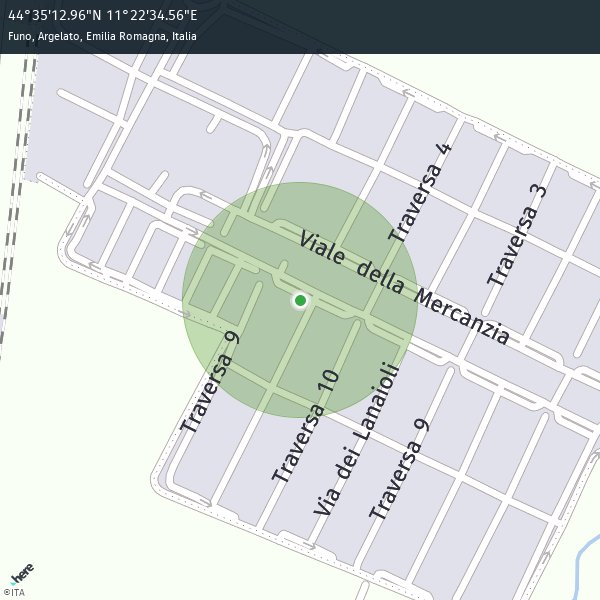 44°35'12.96"N 11°22'34.56"E
Funo, Argelato, Emilia Romagna, Italia
Traversa 4
Traversa 3
Viale della Mercanzia
Traversa 9
Traversa 10
Via dei Lanaioli
Traversa 9
here
©ITA